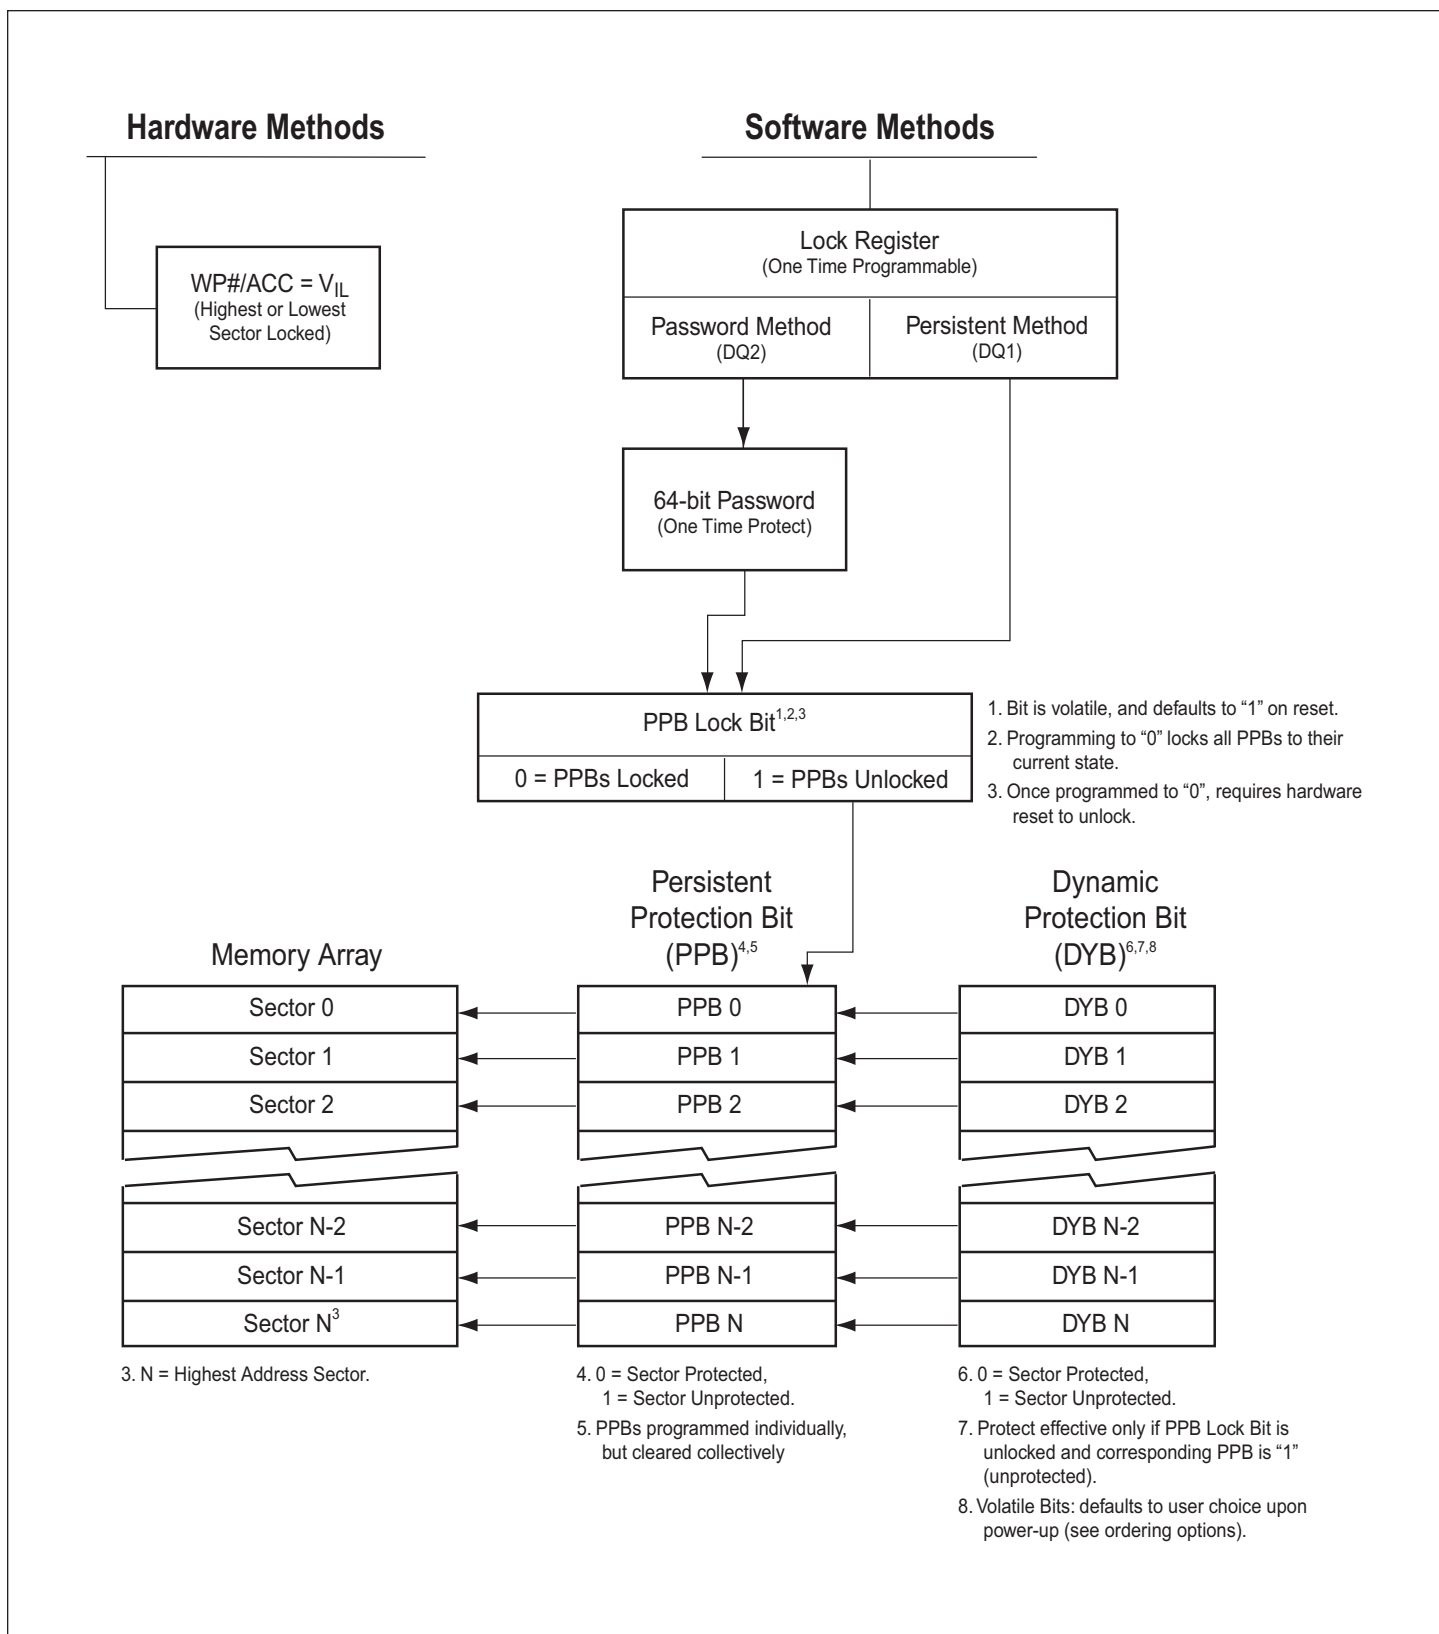 Hardware Methods
Software Methods
WP#/ACC = VIL
(Highest or Lowest
Sector Locked)
Lock Register
(One Time Programmable)
Password Method
(DQ2)
Persistent Method
(DQ1)
64-bit Password
(One Time Protect)
PPB Lock Bit1,2,3
0 = PPBs Locked
1 = PPBs Unlocked
1. Bit is volatile, and defaults to “1” on reset.
2. Programming to “0” locks all PPBs to their
current state.
3. Once programmed to “0”, requires hardware
reset to unlock.
Memory Array
Sector 0
Sector 1
Sector 2
Sector N-2
Sector N-1
Sector N3
3. N = Highest Address Sector.
Persistent
Protection Bit
(PPB)4,5
PPB 0
PPB 1
PPB 2
PPB N-2
PPB N-1
PPB N
4. 0 = Sector Protected,
1 = Sector Unprotected.
5. PPBs programmed individually,
but cleared collectively
Dynamic
Protection Bit
(DYB)6,7,8
DYB 0
DYB 1
DYB 2
DYB N-2
DYB N-1
DYB N
6. 0 = Sector Protected,
1 = Sector Unprotected.
7. Protect effective only if PPB Lock Bit is
unlocked and corresponding PPB is “1”
(unprotected).
8. Volatile Bits: defaults to user choice upon
power-up (see ordering options).